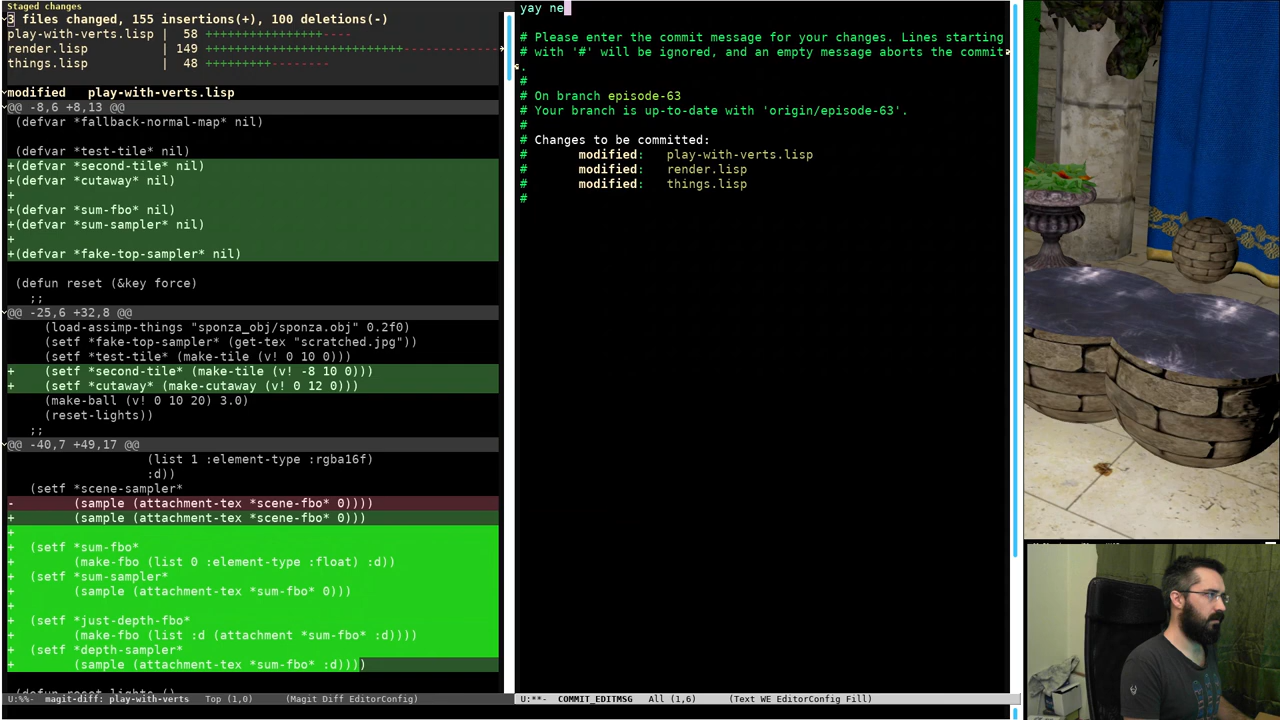 Staged changes
3 files changed, 155 insertions(+), 100 deletions(-)
play-with-verts.lisp |  58 ++++++++++++++++----
render.lisp          | 149 +++++++++++++++++++++++++++-------------
things.lisp          |  48 +++++++++--------
modified   play-with-verts.lisp
@@ -8,6 +8,13 @@
 (defvar *fallback-normal-map* nil)
 (defvar *test-tile* nil)
+(defvar *second-tile* nil)
+(defvar *cutaway* nil)
+
+(defvar *sum-fbo* nil)
+(defvar *sum-sampler* nil)
+
+(defvar *fake-top-sampler* nil)
 (defun reset (&key force)
   ;;
@@ -25,6 +32,8 @@
     (load-assimp-things "sponza_obj/sponza.obj" 0.2f0)
     (setf *fake-top-sampler* (get-tex "scratched.jpg"))
     (setf *test-tile* (make-tile (v! 0 10 0)))
+    (setf *second-tile* (make-tile (v! -8 10 0)))
+    (setf *cutaway* (make-cutaway (v! 0 12 0)))
     (make-ball (v! 0 10 20) 3.0)
     (reset-lights))
   ;;
@@ -40,7 +49,17 @@
                   (list 1 :element-type :rgba16f)
                   :d))
   (setf *scene-sampler*
-        (sample (attachment-tex *scene-fbo* 0))))
+        (sample (attachment-tex *scene-fbo* 0)))
+
+  (setf *sum-fbo*
+        (make-fbo (list 0 :element-type :float) :d))
+  (setf *sum-sampler*
+        (sample (attachment-tex *sum-fbo* 0)))
+
+  (setf *just-depth-fbo*
+        (make-fbo (list :d (attachment *sum-fbo* :d))))
+  (setf *depth-sampler*
+        (sample (attachment-tex *sum-fbo* :d))))
(defun reset-lights ()
U:%%-  magit-diff: play-with-verts   Top (1,0)     (Magit Diff EditorConfig)
yay ne
# Please enter the commit message for your changes. Lines starting
# with '#' will be ignored, and an empty message aborts the commit
.
#
# On branch episode-63
# Your branch is up-to-date with 'origin/episode-63'.
#
# Changes to be committed:
#       modified:   play-with-verts.lisp
#       modified:   render.lisp
#       modified:   things.lisp
#
U:**-  COMMIT_EDITMSG   All (1,6)     (Text WE EditorConfig Fill)